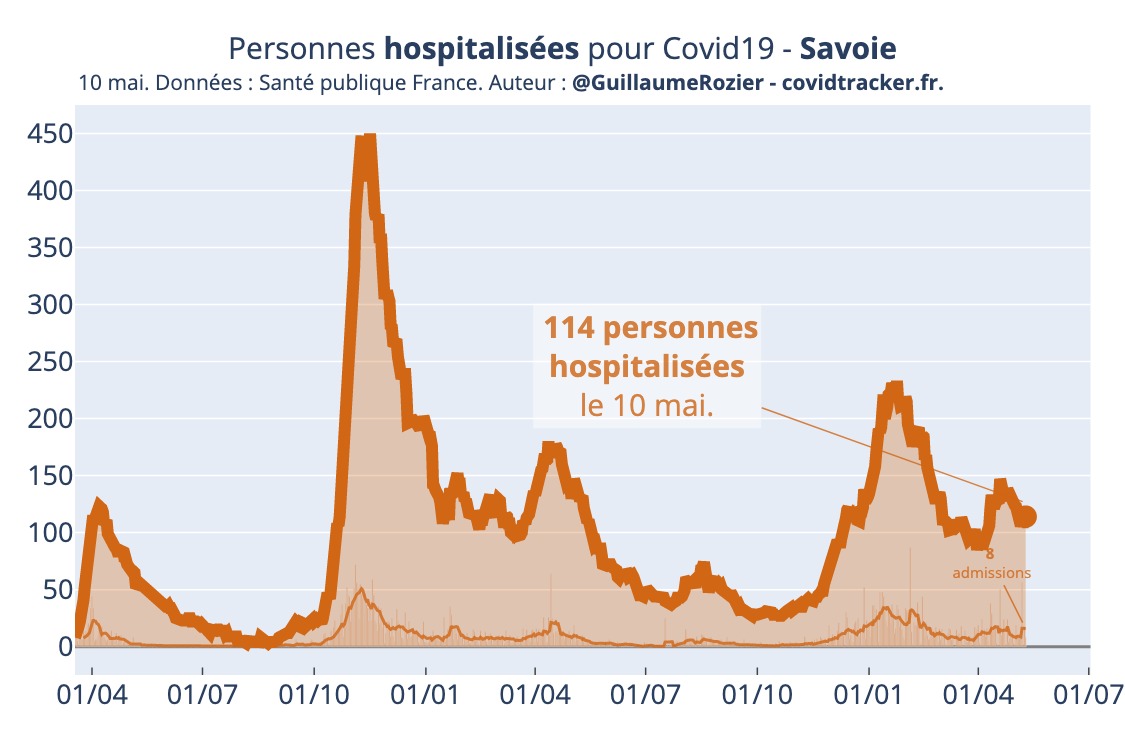 Personnes hospitalisées pour Covid19 - Savoie
10 mai. Données : Santé publique France. Auteur : @GuillaumeRozier - covidtracker.fr.
450
400
350
300
250
200
150
100
50
0
114 personnes
hospitalisées
le 10 mai.
8
admissions
01/04 01/07 01/10 01/01 01/04 01/07 01/10 01/01 01/04 01/07